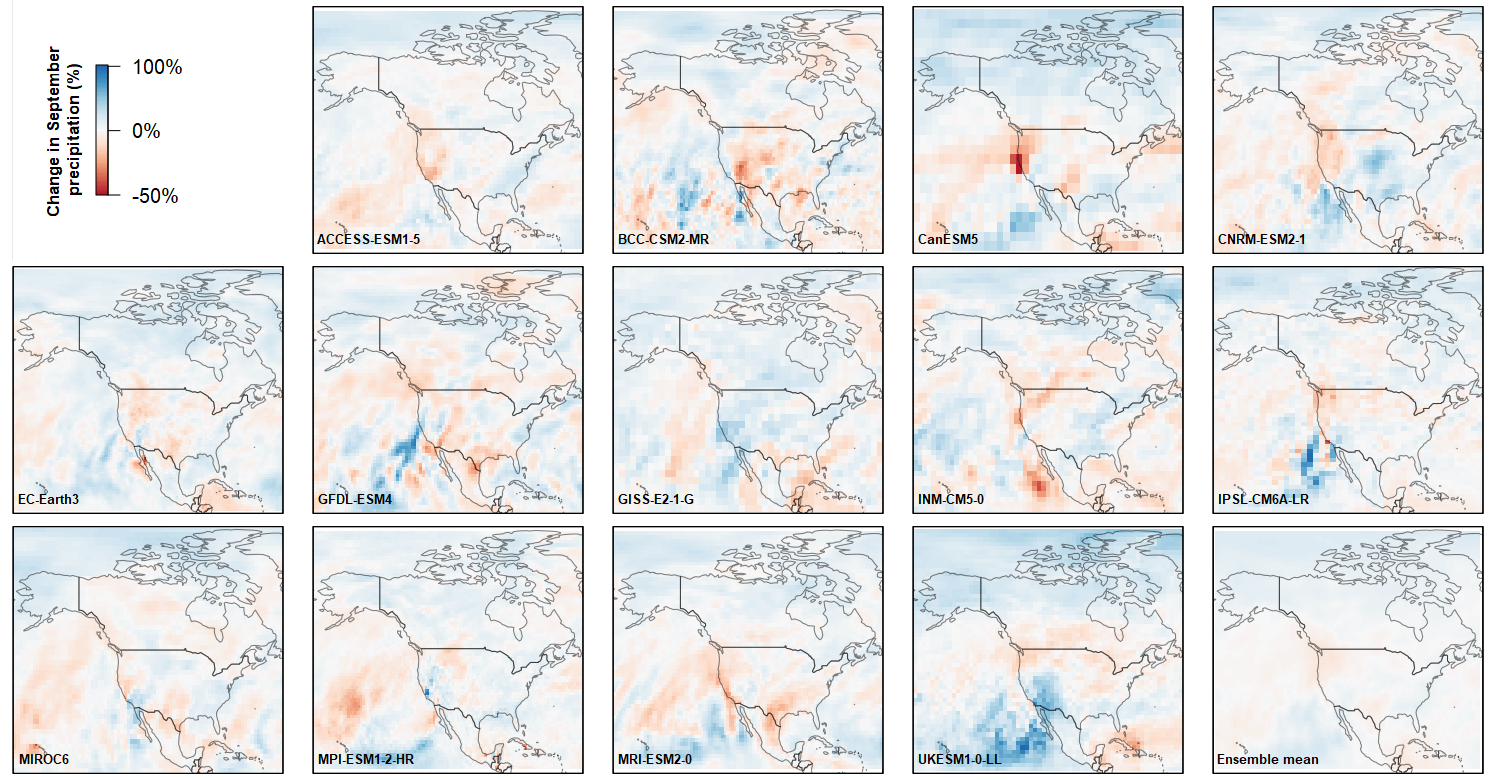 Change in September
precipitation (%)
100%
0%
-50%
ACCESS-ESM1-5
BCC-CSM2-MR
CanESM5
CNRM-ESM2-1
EC-Earth3
GFDL-ESM4
GISS-E2-1-G
INM-CM5-0
IPSL-CM6A-LR
MIROC6
MPI-ESM1-2-HR
MRI-ESM2-0
UKESM1-0-LL
Ensemble mean